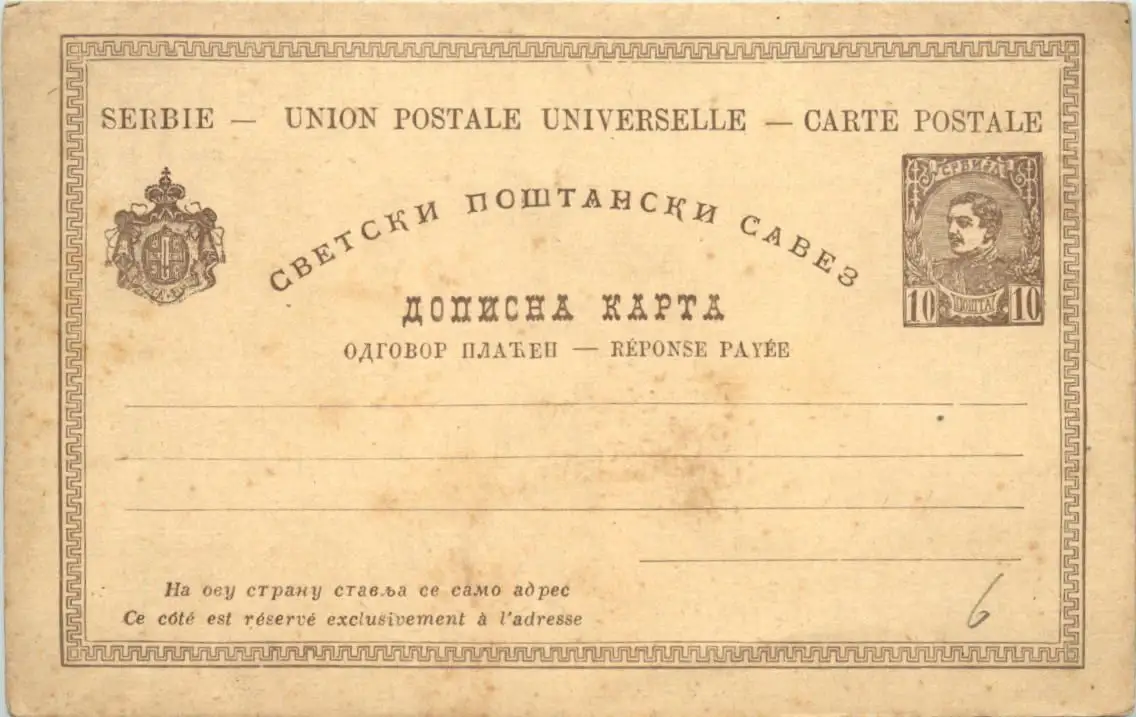 SERBIE — UNION POSTALE UNIVERSELLE — CARTE POSTALE
СРБИЈА
СВЕТСКИ ПОШТАНСКИ САВЕЗ
10 ПОШТА 10
ДОПИСНА КАРТА
ОДГОВОР ПЛАЋЕН — RÉPONSE PAYÉE
На ову страну ставља се само адрес
Ce côté est réservé exclusivement à l'adresse
6